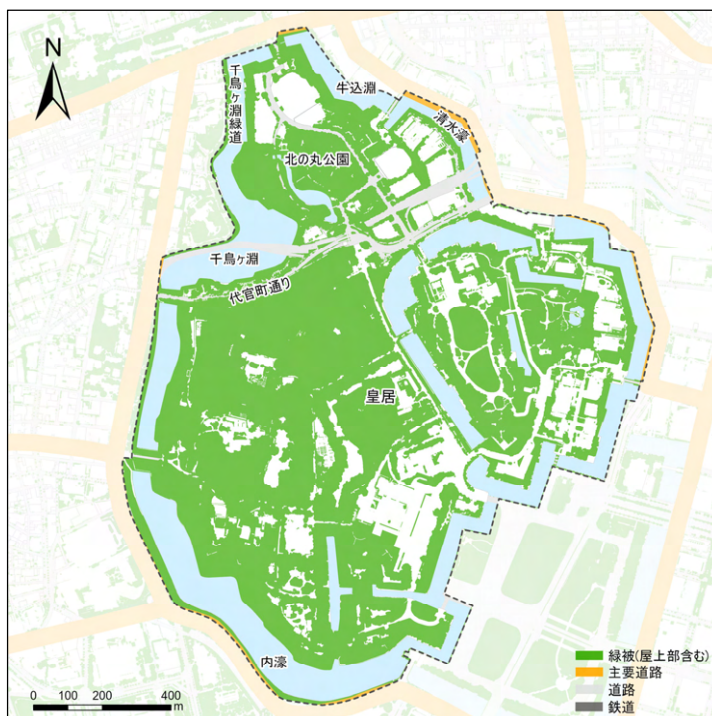 N
牛込淵
千鳥ヶ淵緑道
清水濠
北の丸公園
千鳥ヶ淵
代官町通り
皇居
内濠
緑被(屋上部含む)
主要道路
道路
鉄道
0 100 200 400
m